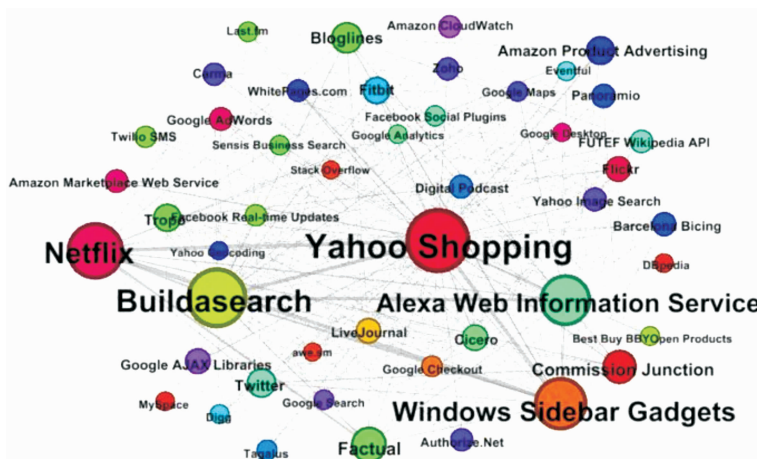 Last.fm
Bloglines
Amazon CloudWatch
Amazon Product Advertising
Carma
WhitePages.com
Fitbit
Zoho
Eventful
Google Maps
Panoramio
Facebook Social Plugins
Google AdWords
Google Analytics
Google Desktop
Twilio SMS
Sensis Business Search
FUTEF Wikipedia API
Stack Overflow
Flickr
Amazon Marketplace Web Service
Digital Podcast
Yahoo Image Search
Tropo
Facebook Real-time Updates
Barcelona Bicing
Netflix
Yahoo Geocoding
Yahoo Shopping
DBpedia
Buildasearch
Alexa Web Information Service
LiveJournal
Cicero
Best Buy BBYOpen Products
awe.sm
Google AJAX Libraries
Google Checkout
Commission Junction
Twitter
MySpace
Google Search
Digg
Windows Sidebar Gadgets
Factual
Authorize.Net
Tagalus